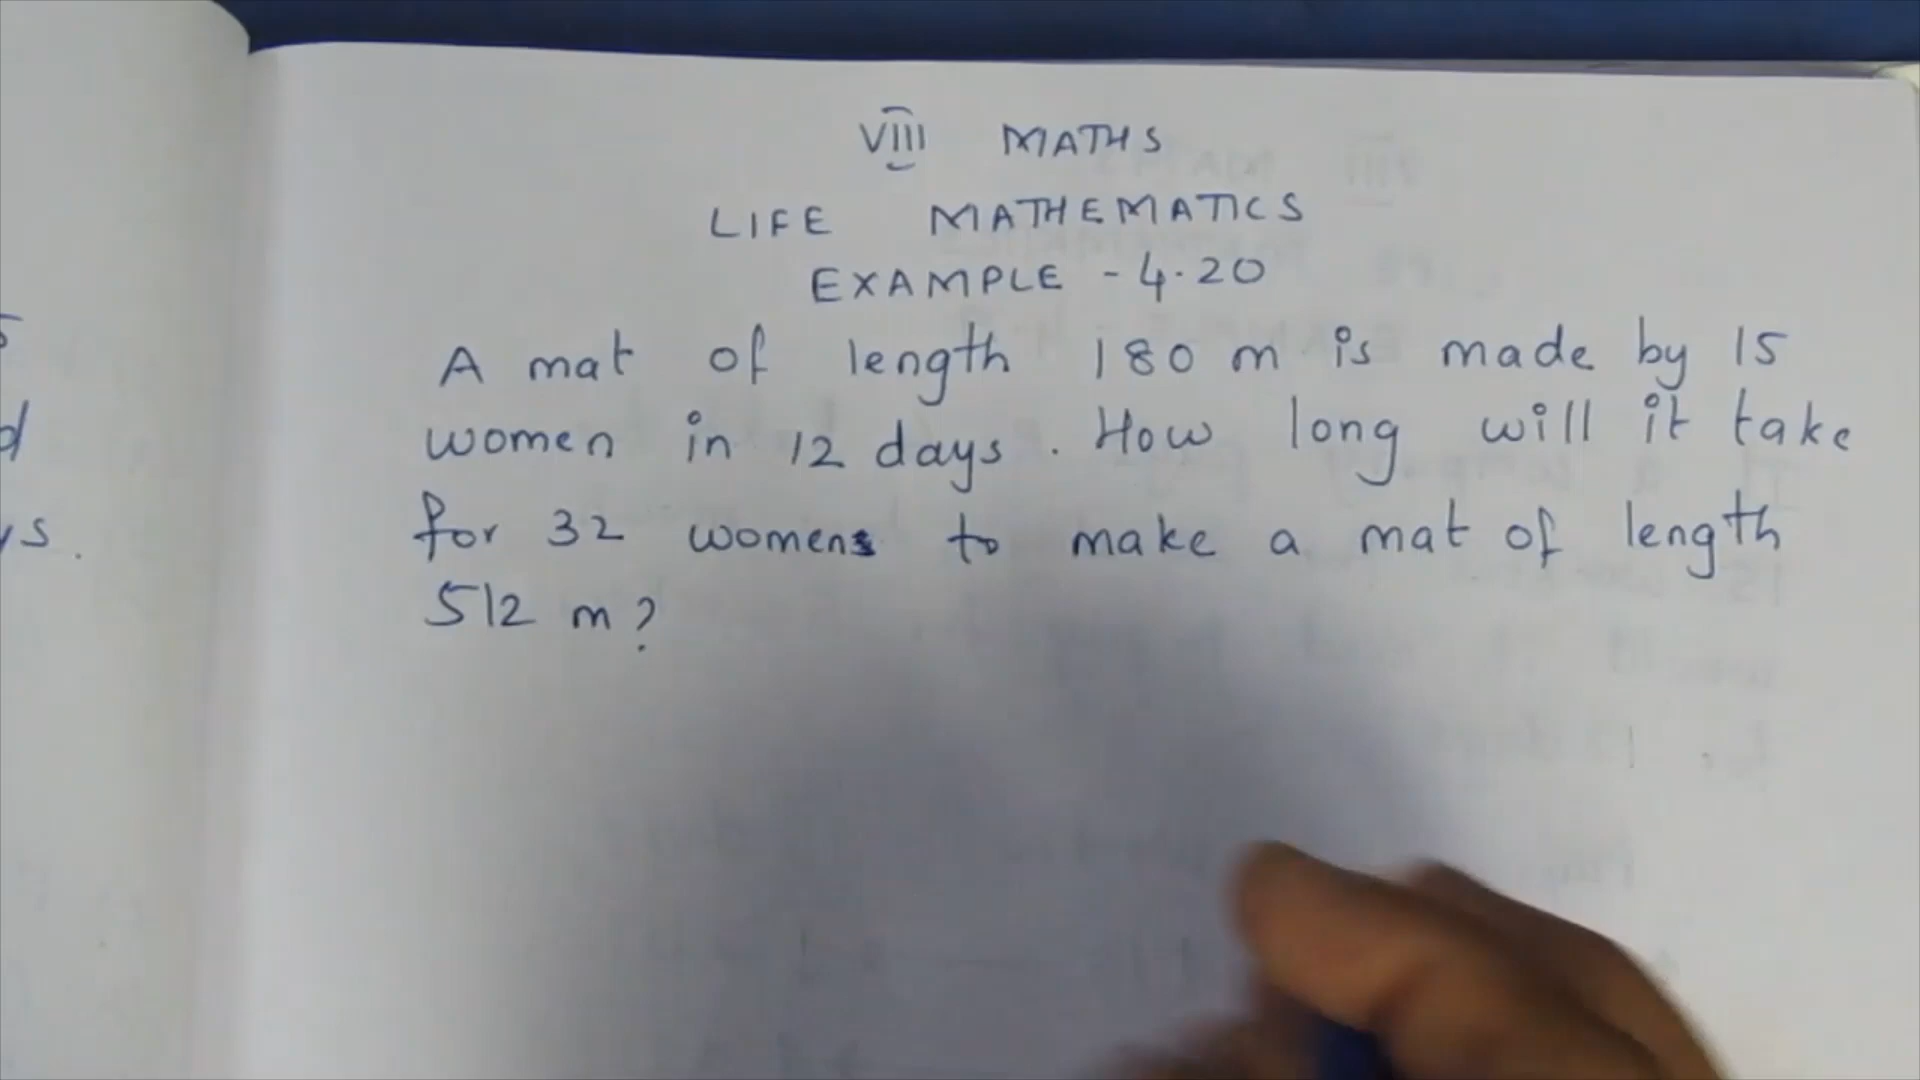 VIII MATHS
LIFE MATHEMATICS
EXAMPLE - 4.20
A mat of length 180 m is made by 15
women in 12 days. How long will it take
for 32 womens to make a mat of length
512 m?